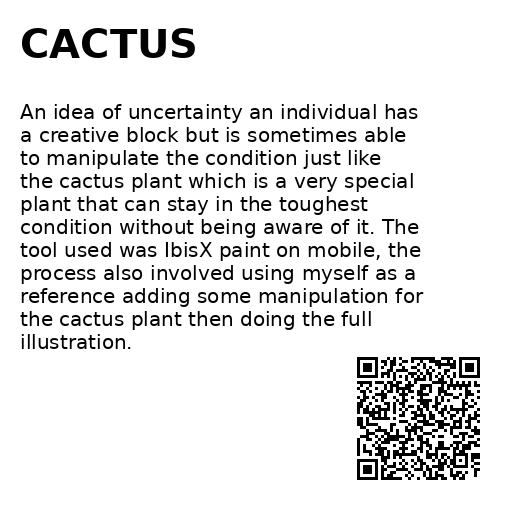 CACTUS
An idea of uncertainty an individual has
a creative block but is sometimes able
to manipulate the condition just like
the cactus plant which is a very special
plant that can stay in the toughest
condition without being aware of it. The
tool used was IbisX paint on mobile, the
process also involved using myself as a
reference adding some manipulation for
the cactus plant then doing the full
illustration.